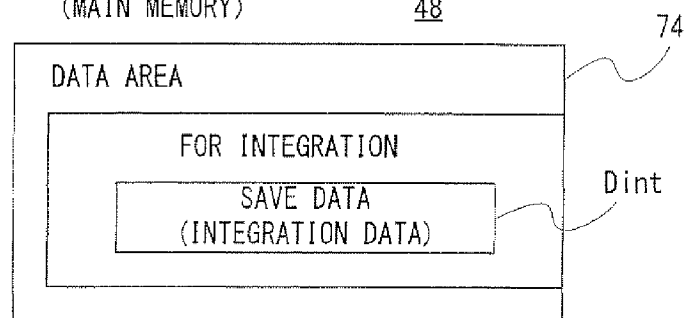 (MAIN MEMORY) 48
74
DATA AREA
FOR INTEGRATION
Dint
SAVE DATA
(INTEGRATION DATA)